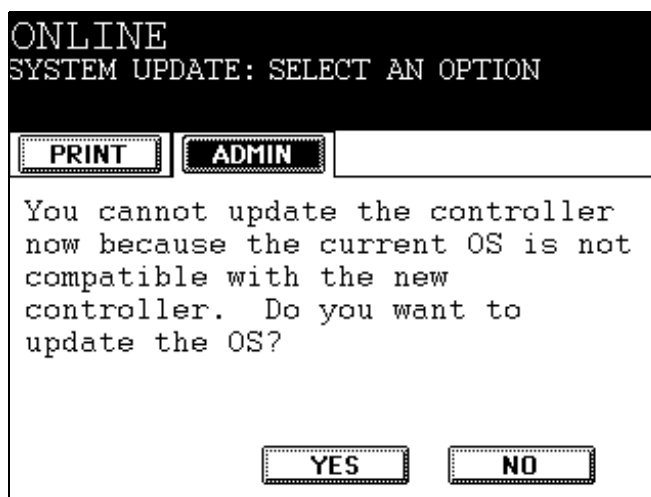 ONLINE
SYSTEM UPDATE: SELECT AN OPTION
PRINT ADMIN
You cannot update the controller
now because the current OS is not
compatible with the new
controller.  Do you want to
update the OS?
YES NO